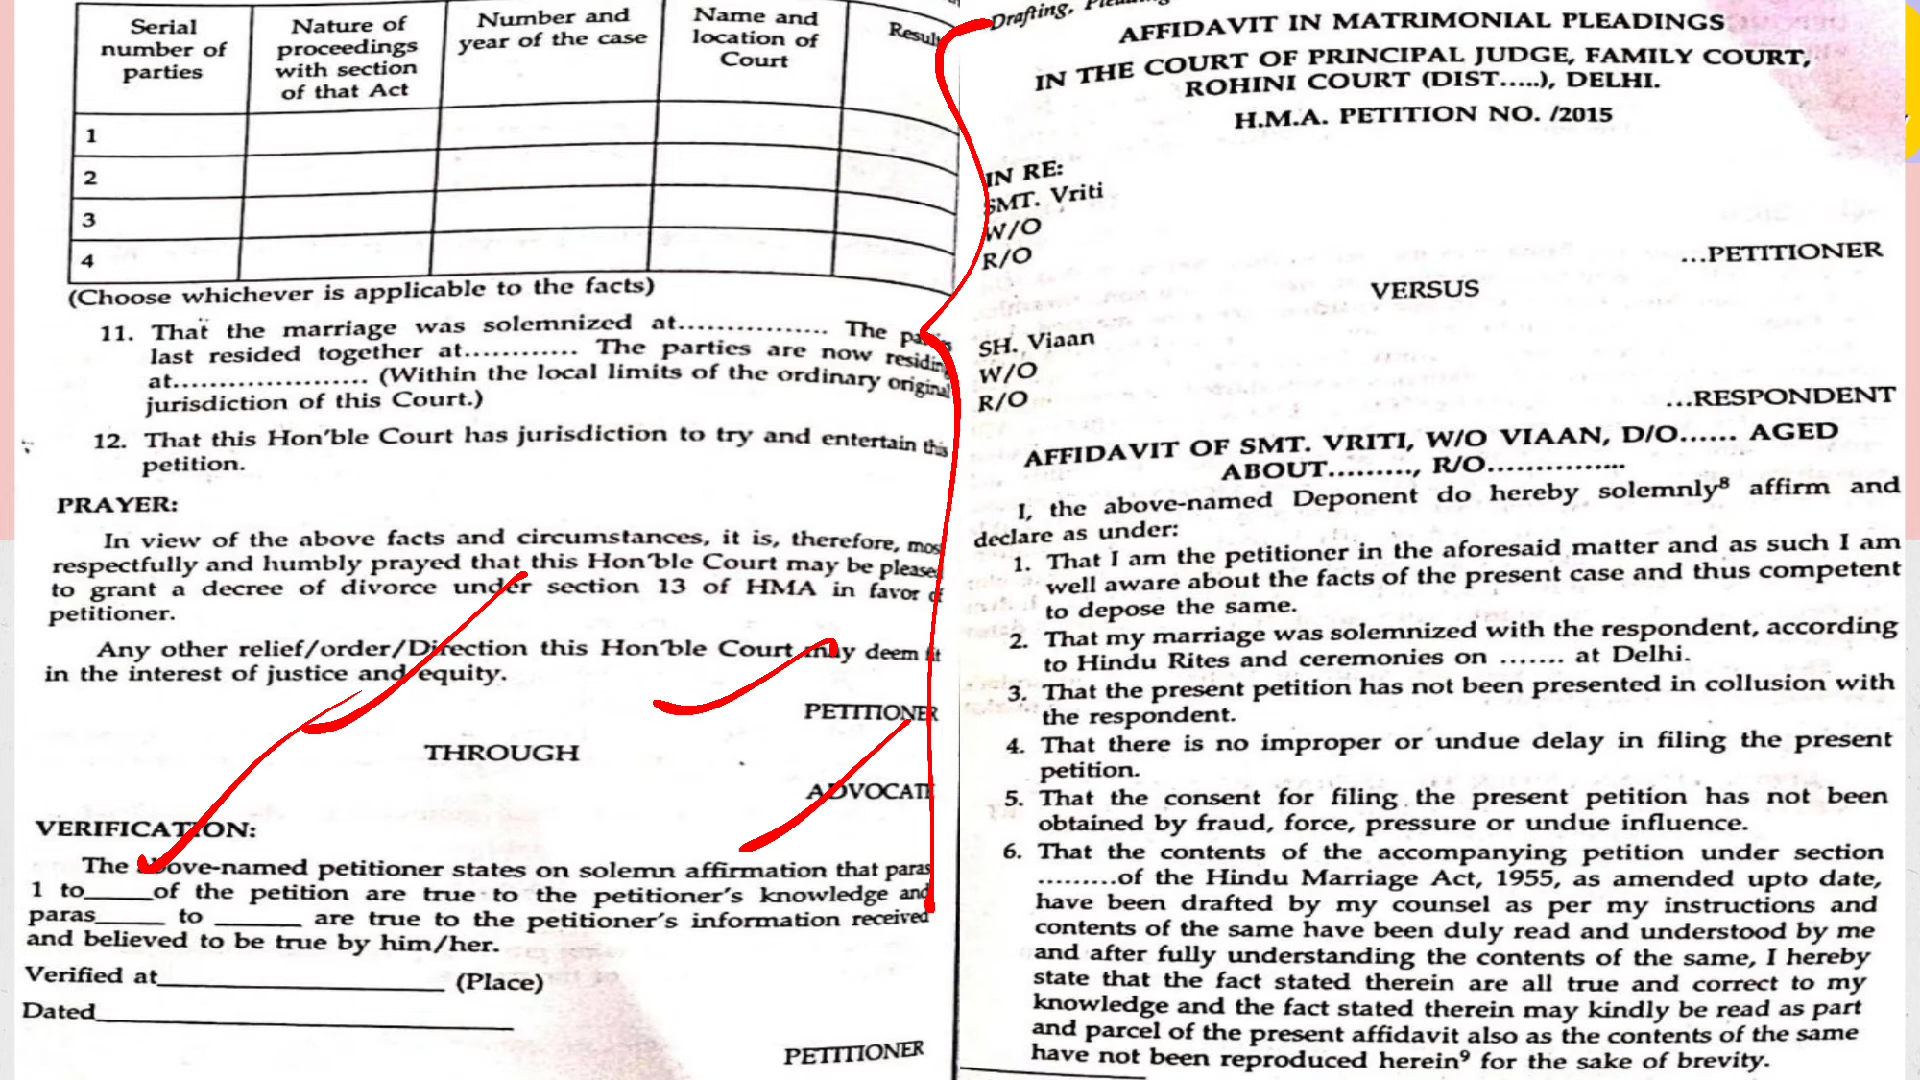 Serial number of parties
Nature of proceedings with section of that Act
Number and year of the case
Name and location of Court
Result
1
2
3
4
(Choose whichever is applicable to the facts)
11. That the marriage was solemnized at............... The parties
last resided together at........... The parties are now residing
at.................... (Within the local limits of the ordinary original
jurisdiction of this Court.)
12. That this Hon'ble Court has jurisdiction to try and entertain this
petition.
PRAYER:
In view of the above facts and circumstances, it is, therefore, most
respectfully and humbly prayed that this Hon'ble Court may be pleased
to grant a decree of divorce under section 13 of HMA in favor of
petitioner.
Any other relief/order/Direction this Hon'ble Court may deem fit
in the interest of justice and equity.
PETITIONER
THROUGH
ADVOCATE
VERIFICATION:
The above-named petitioner states on solemn affirmation that paras
1 to_____of the petition are true to the petitioner's knowledge and
paras_____ to ______ are true to the petitioner's information received
and believed to be true by him/her.
Verified at____________________ (Place)
Dated______________________________
PETITIONER
Drafting,
AFFIDAVIT IN MATRIMONIAL PLEADINGS
IN THE COURT OF PRINCIPAL JUDGE, FAMILY COURT,
ROHINI COURT (DIST.....), DELHI.
H.M.A. PETITION NO. /2015
IN RE:
SMT. Vriti
W/O
R/O
...PETITIONER
VERSUS
SH. Viaan
W/O
R/O
...RESPONDENT
AFFIDAVIT OF SMT. VRITI, W/O VIAAN, D/O...... AGED
ABOUT........., R/O...............
I, the above-named Deponent do hereby solemnly⁸ affirm and
declare as under:
1. That I am the petitioner in the aforesaid matter and as such I am
well aware about the facts of the present case and thus competent
to depose the same.
2. That my marriage was solemnized with the respondent, according
to Hindu Rites and ceremonies on ....... at Delhi.
3. That the present petition has not been presented in collusion with
the respondent.
4. That there is no improper or undue delay in filing the present
petition.
5. That the consent for filing the present petition has not been
obtained by fraud, force, pressure or undue influence.
6. That the contents of the accompanying petition under section
.........of the Hindu Marriage Act, 1955, as amended upto date,
have been drafted by my counsel as per my instructions and
contents of the same have been duly read and understood by me
and after fully understanding the contents of the same, I hereby
state that the fact stated therein are all true and correct to my
knowledge and the fact stated therein may kindly be read as part
and parcel of the present affidavit also as the contents of the same
have not been reproduced herein⁹ for the sake of brevity.